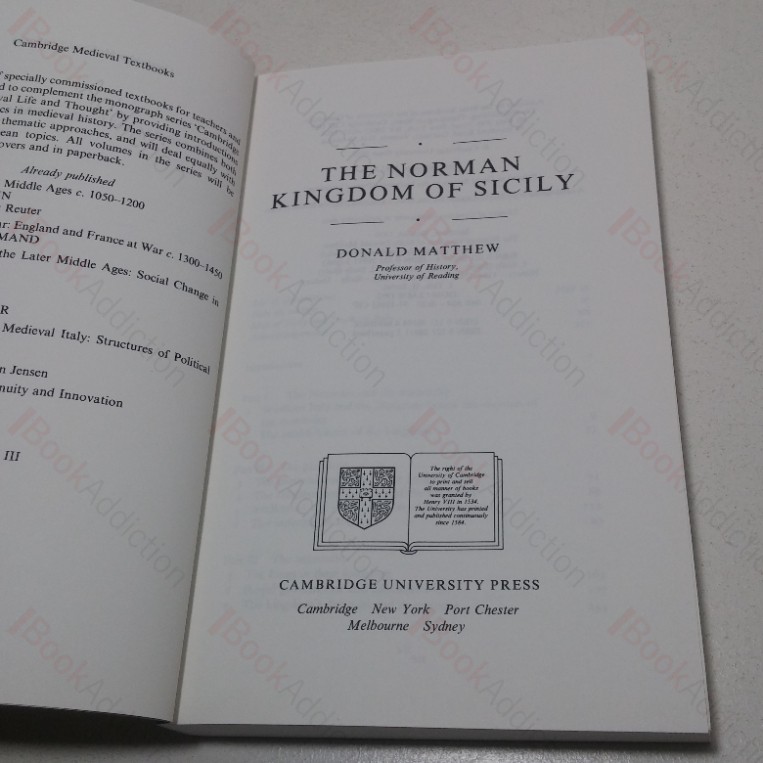 Cambridge Medieval Textbooks
specially commissioned textbooks for teachers and
d to complement the monograph series 'Cambridge
val Life and Thought' by providing introductions
cs in medieval history. The series combines both
thematic approaches, and will deal equally with
ean topics. All volumes in the series will be
overs and in paperback.
Already published
Middle Ages c. 1050–1200
N
Reuter
ar: England and France at War c. 1300–1450
MAND
the Later Middle Ages: Social Change in
R
Medieval Italy: Structures of Political
n Jensen
nuity and Innovation
III
THE NORMAN
KINGDOM OF SICILY
DONALD MATTHEW
Professor of History,
University of Reading
The right of the
University of Cambridge
to print and sell
all manner of books
was granted by
Henry VIII in 1534.
The University has printed
and published continuously
since 1584.
CAMBRIDGE UNIVERSITY PRESS
Cambridge New York Port Chester
Melbourne Sydney
BookAddiction